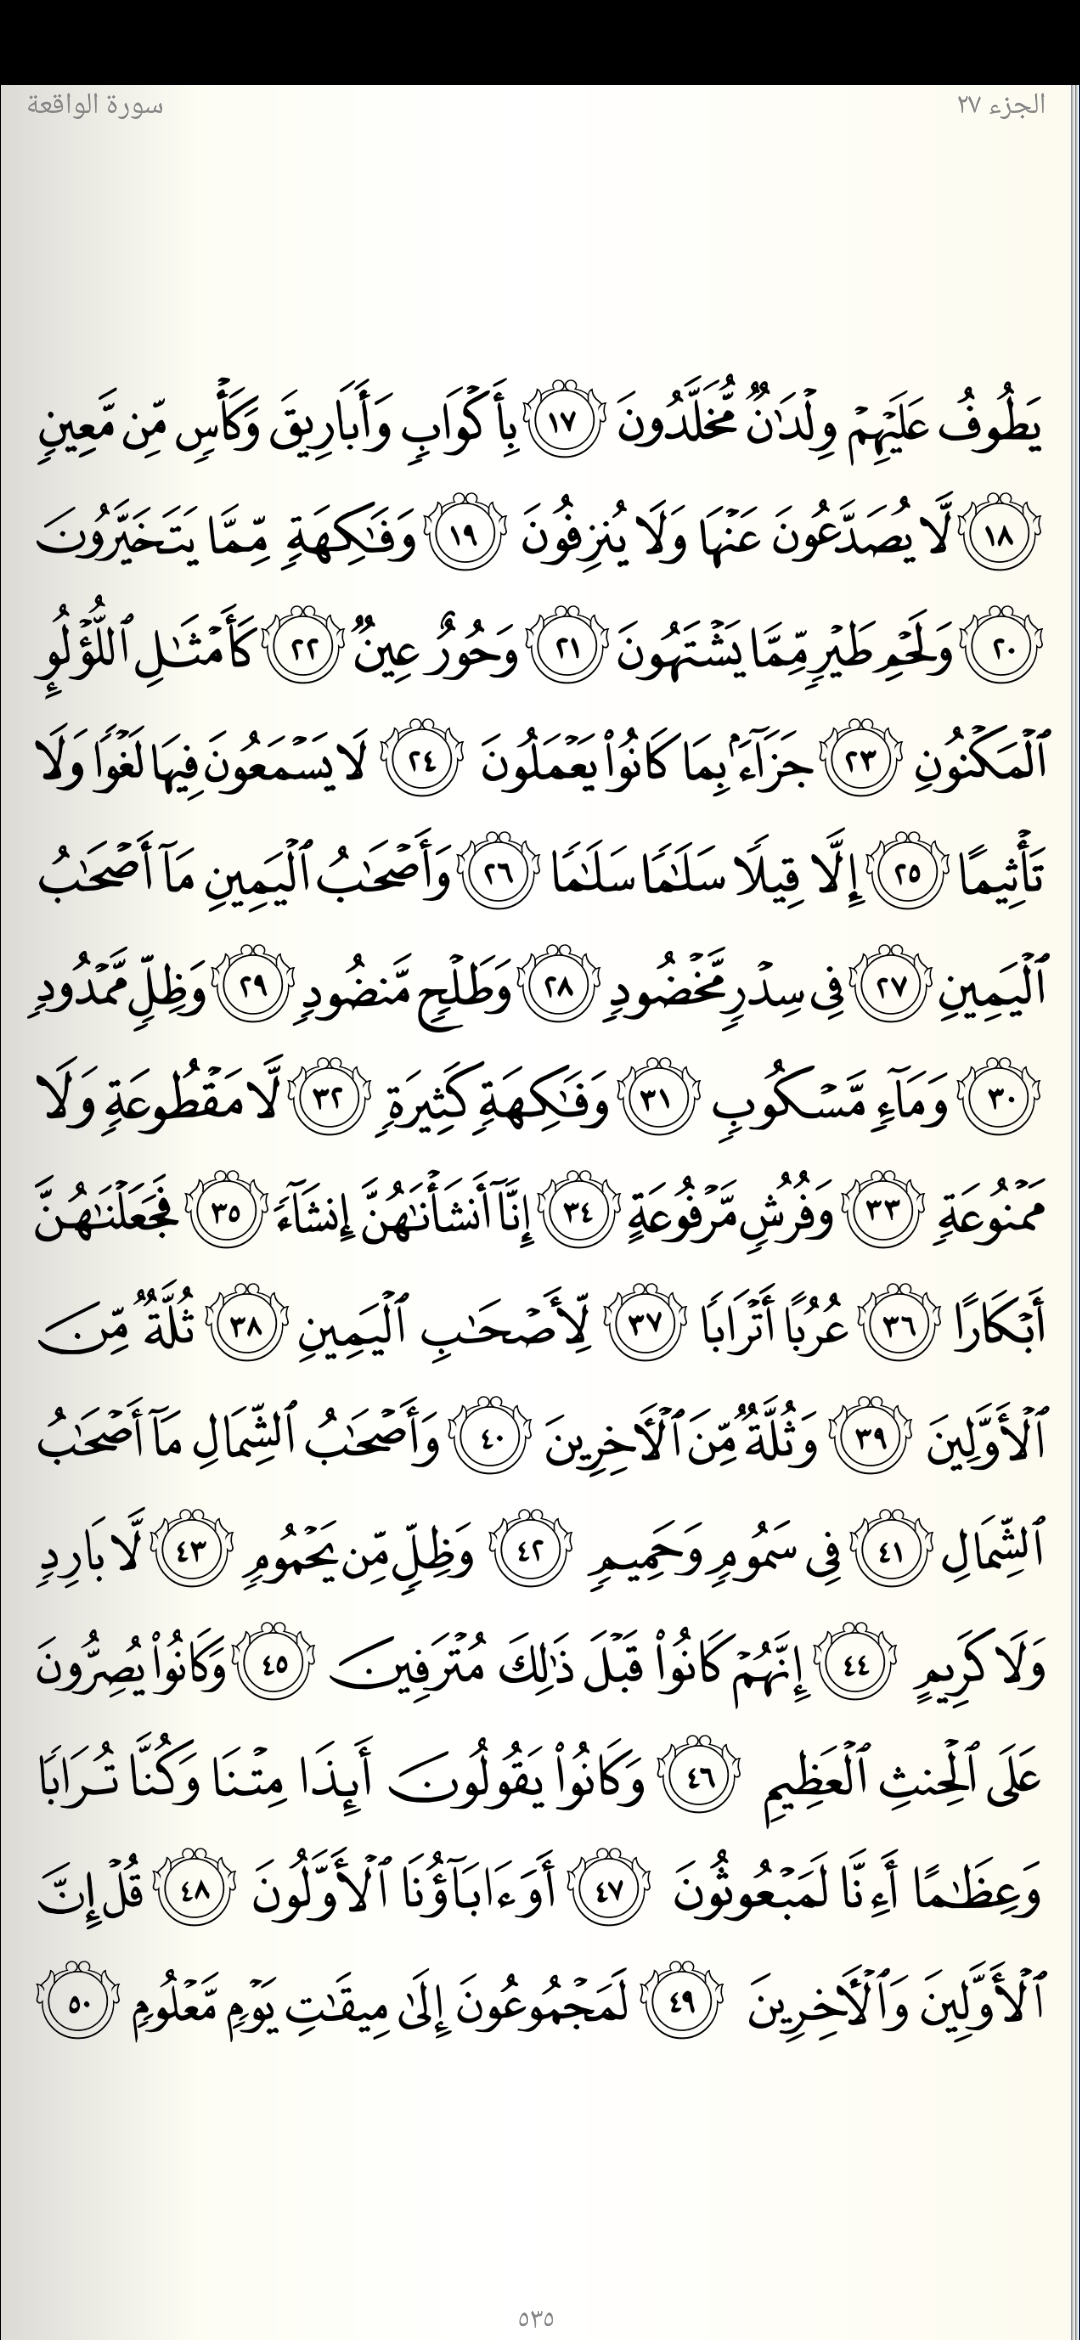 الجزء ٢٧
سورة الواقعة
يَطُوفُ عَلَيْهِمْ وِلْدَٰنٌ مُّخَلَّدُونَ ١٧ بِأَكْوَابٍ وَأَبَارِيقَ وَكَأْسٍ مِّن مَّعِينٍ
١٨ لَّا يُصَدَّعُونَ عَنْهَا وَلَا يُنزِفُونَ ١٩ وَفَٰكِهَةٍ مِّمَّا يَتَخَيَّرُونَ
٢٠ وَلَحْمِ طَيْرٍ مِّمَّا يَشْتَهُونَ ٢١ وَحُورٌ عِينٌ ٢٢ كَأَمْثَٰلِ ٱللُّؤْلُؤِ
ٱلْمَكْنُونِ ٢٣ جَزَآءًۢ بِمَا كَانُوا۟ يَعْمَلُونَ ٢٤ لَا يَسْمَعُونَ فِيهَا لَغْوًا وَلَا
تَأْثِيمًا ٢٥ إِلَّا قِيلًا سَلَٰمًا سَلَٰمًا ٢٦ وَأَصْحَٰبُ ٱلْيَمِينِ مَآ أَصْحَٰبُ
ٱلْيَمِينِ ٢٧ فِى سِدْرٍ مَّخْضُودٍ ٢٨ وَطَلْحٍ مَّنضُودٍ ٢٩ وَظِلٍّ مَّمْدُودٍ
٣٠ وَمَآءٍ مَّسْكُوبٍ ٣١ وَفَٰكِهَةٍ كَثِيرَةٍ ٣٢ لَّا مَقْطُوعَةٍ وَلَا
مَمْنُوعَةٍ ٣٣ وَفُرُشٍ مَّرْفُوعَةٍ ٣٤ إِنَّآ أَنشَأْنَٰهُنَّ إِنشَآءً ٣٥ فَجَعَلْنَٰهُنَّ
أَبْكَارًا ٣٦ عُرُبًا أَتْرَابًا ٣٧ لِّأَصْحَٰبِ ٱلْيَمِينِ ٣٨ ثُلَّةٌ مِّنَ
ٱلْأَوَّلِينَ ٣٩ وَثُلَّةٌ مِّنَ ٱلْأَخِرِينَ ٤٠ وَأَصْحَٰبُ ٱلشِّمَالِ مَآ أَصْحَٰبُ
ٱلشِّمَالِ ٤١ فِى سَمُومٍ وَحَمِيمٍ ٤٢ وَظِلٍّ مِّن يَحْمُومٍ ٤٣ لَّا بَارِدٍ
وَلَا كَرِيمٍ ٤٤ إِنَّهُمْ كَانُوا۟ قَبْلَ ذَٰلِكَ مُتْرَفِينَ ٤٥ وَكَانُوا۟ يُصِرُّونَ
عَلَى ٱلْحِنثِ ٱلْعَظِيمِ ٤٦ وَكَانُوا۟ يَقُولُونَ أَئِذَا مِتْنَا وَكُنَّا تُرَابًا
وَعِظَٰمًا أَءِنَّا لَمَبْعُوثُونَ ٤٧ أَوَءَابَآؤُنَا ٱلْأَوَّلُونَ ٤٨ قُلْ إِنَّ
ٱلْأَوَّلِينَ وَٱلْأَخِرِينَ ٤٩ لَمَجْمُوعُونَ إِلَىٰ مِيقَٰتِ يَوْمٍ مَّعْلُومٍ ٥٠
٥٣٥